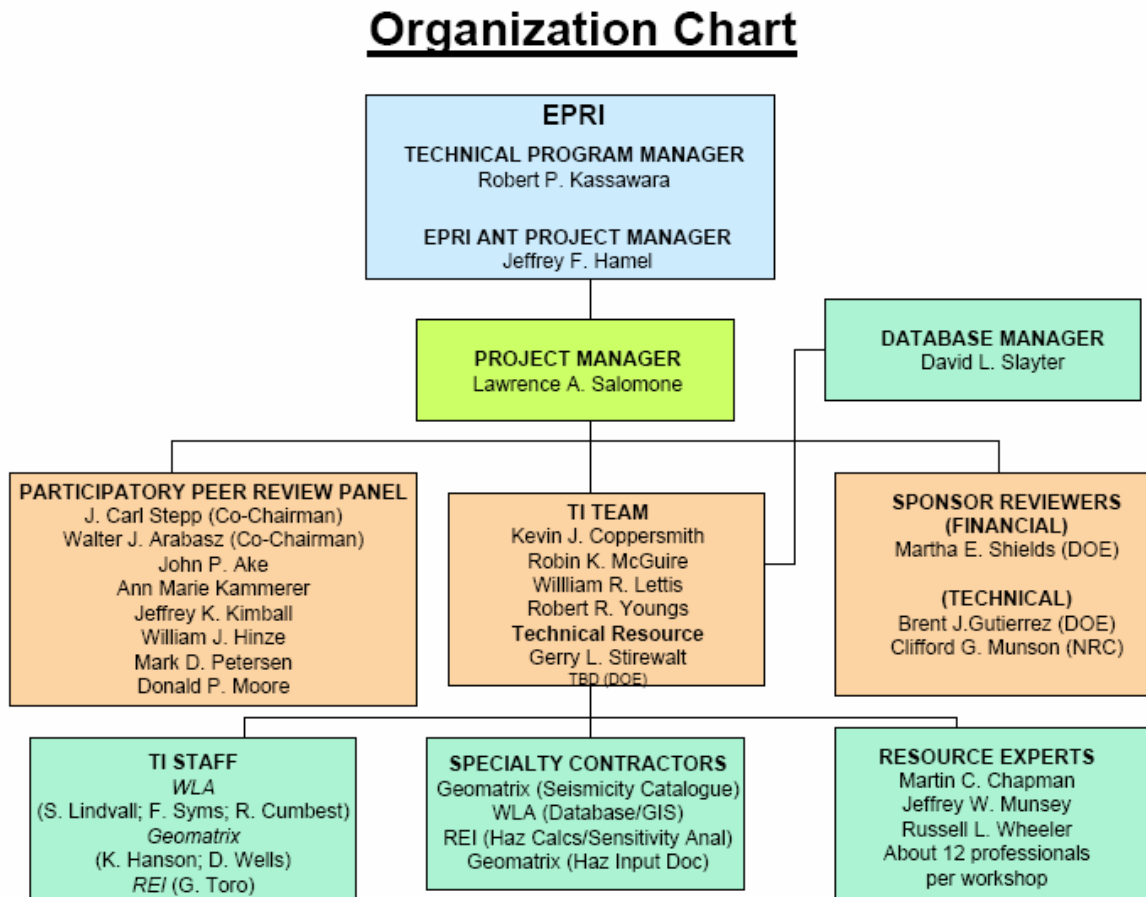 Organization Chart
EPRI
TECHNICAL PROGRAM MANAGER
Robert P. Kassawara
EPRI ANT PROJECT MANAGER
Jeffrey F. Hamel
PROJECT MANAGER
Lawrence A. Salomone
DATABASE MANAGER
David L. Slayter
PARTICIPATORY PEER REVIEW PANEL
J. Carl Stepp (Co-Chairman)
Walter J. Arabasz (Co-Chairman)
John P. Ake
Ann Marie Kammerer
Jeffrey K. Kimball
William J. Hinze
Mark D. Petersen
Donald P. Moore
TI TEAM
Kevin J. Coppersmith
Robin K. McGuire
Willliam R. Lettis
Robert R. Youngs
Technical Resource
Gerry L. Stirewalt
TBD (DOE)
SPONSOR REVIEWERS
(FINANCIAL)
Martha E. Shields (DOE)
(TECHNICAL)
Brent J.Gutierrez (DOE)
Clifford G. Munson (NRC)
TI STAFF
WLA
(S. Lindvall; F. Syms; R. Cumbest)
Geomatrix
(K. Hanson; D. Wells)
REI (G. Toro)
SPECIALTY CONTRACTORS
Geomatrix (Seismicity Catalogue)
WLA (Database/GIS)
REI (Haz Calcs/Sensitivity Anal)
Geomatrix (Haz Input Doc)
RESOURCE EXPERTS
Martin C. Chapman
Jeffrey W. Munsey
Russell L. Wheeler
About 12 professionals
per workshop